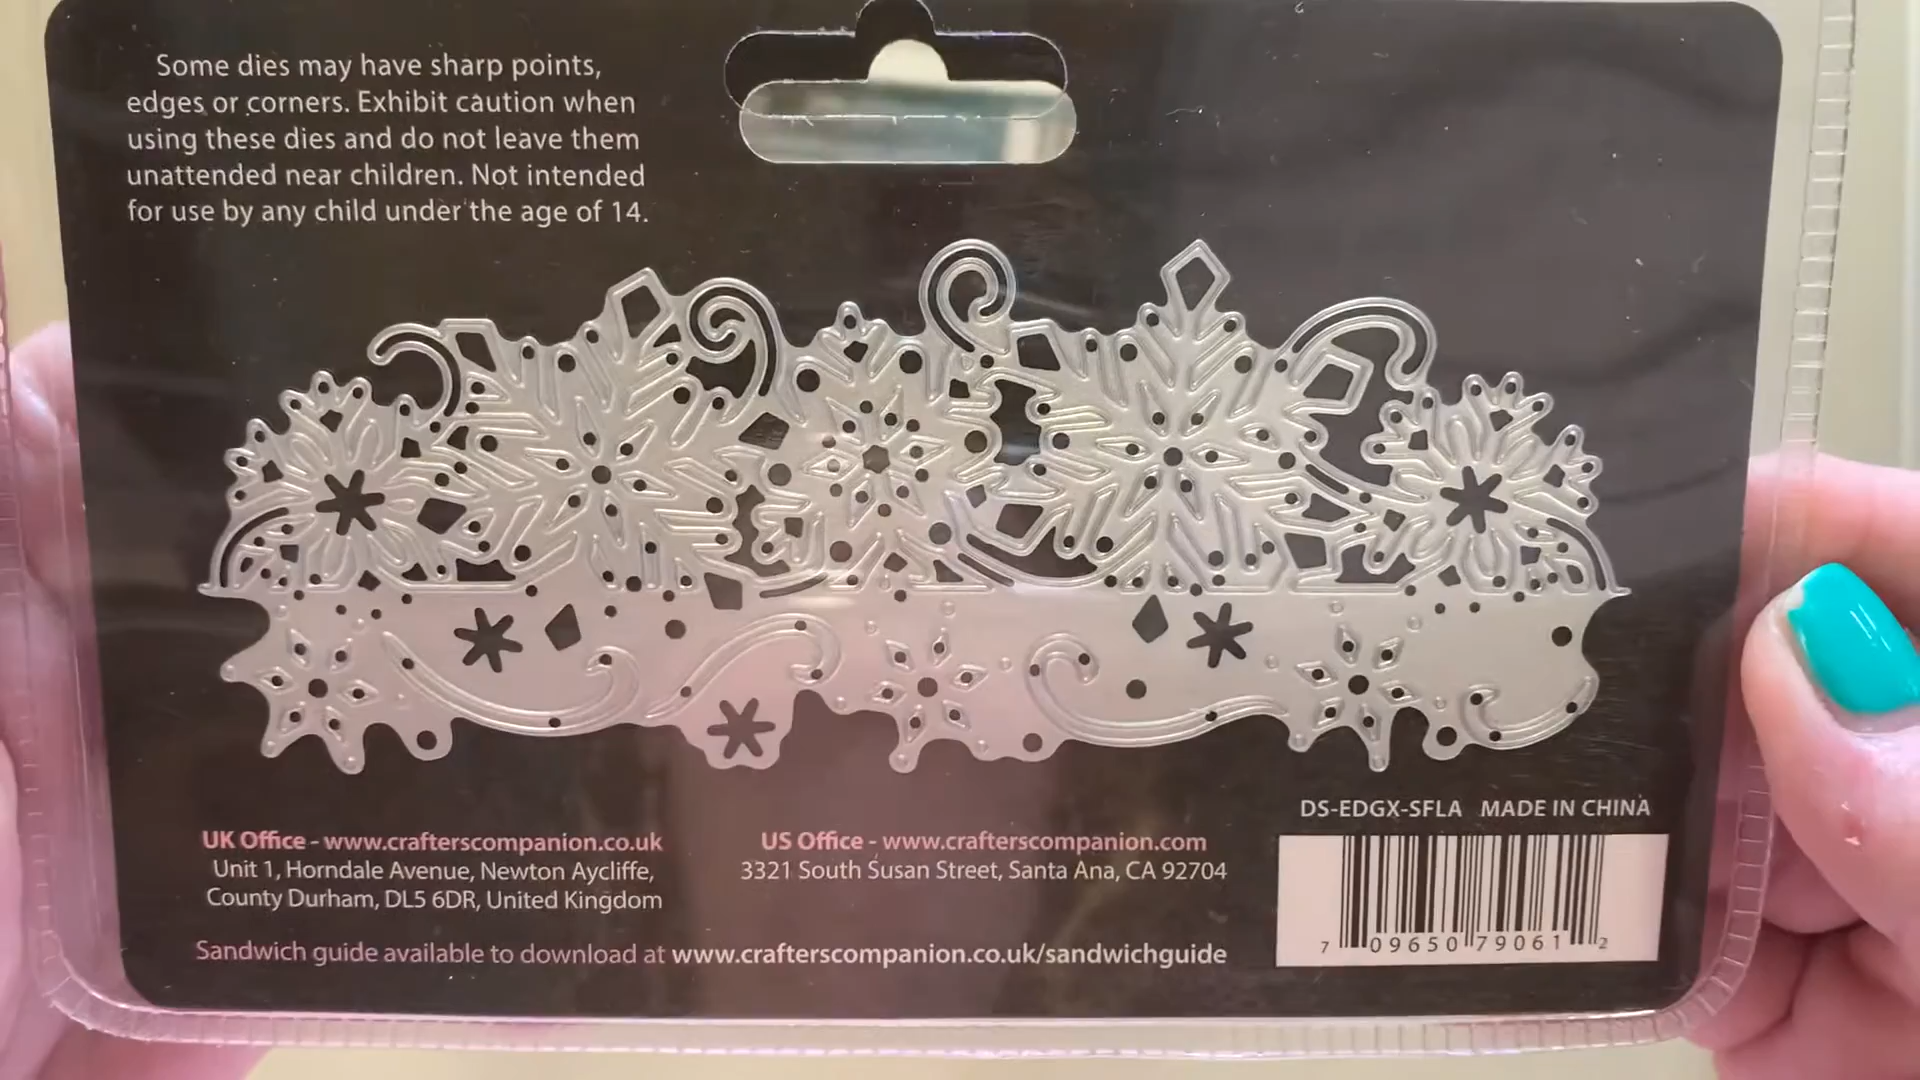 Some dies may have sharp points,
edges or corners. Exhibit caution when
using these dies and do not leave them
unattended near children. Not intended
for use by any child under the age of 14.
DS-EDGX-SFLA MADE IN CHINA
UK Office - www.crafterscompanion.co.uk
Unit 1, Horndale Avenue, Newton Aycliffe,
County Durham, DL5 6DR, United Kingdom
US Office - www.crafterscompanion.com
3321 South Susan Street, Santa Ana, CA 92704
Sandwich guide available to download at www.crafterscompanion.co.uk/sandwichguide
7 09650 79061 2